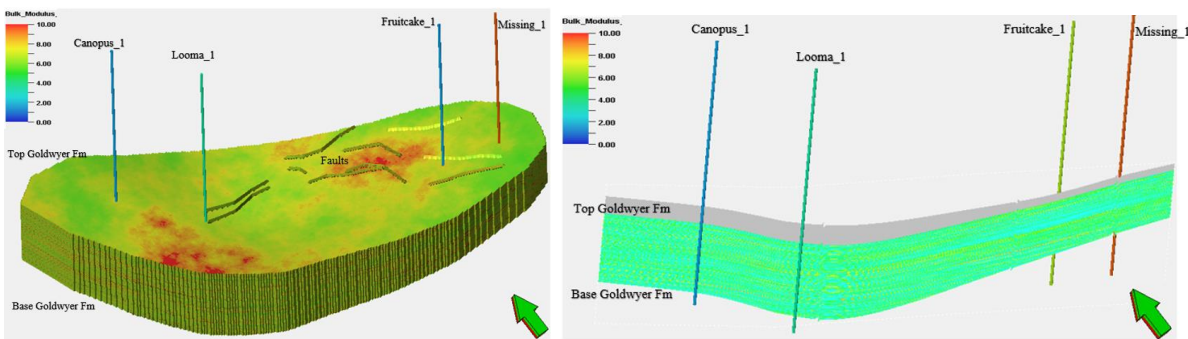 Bulk_Modulus_
10.00
8.00
6.00
4.00
2.00
0.00
Canopus_1
Looma_1
Fruitcake_1
Missing_1
Top Goldwyer Fm
Faults
Base Goldwyer Fm
Bulk_Modulus_
10.00
8.00
6.00
4.00
2.00
0.00
Canopus_1
Looma_1
Fruitcake_1
Missing_1
Top Goldwyer Fm
Base Goldwyer Fm